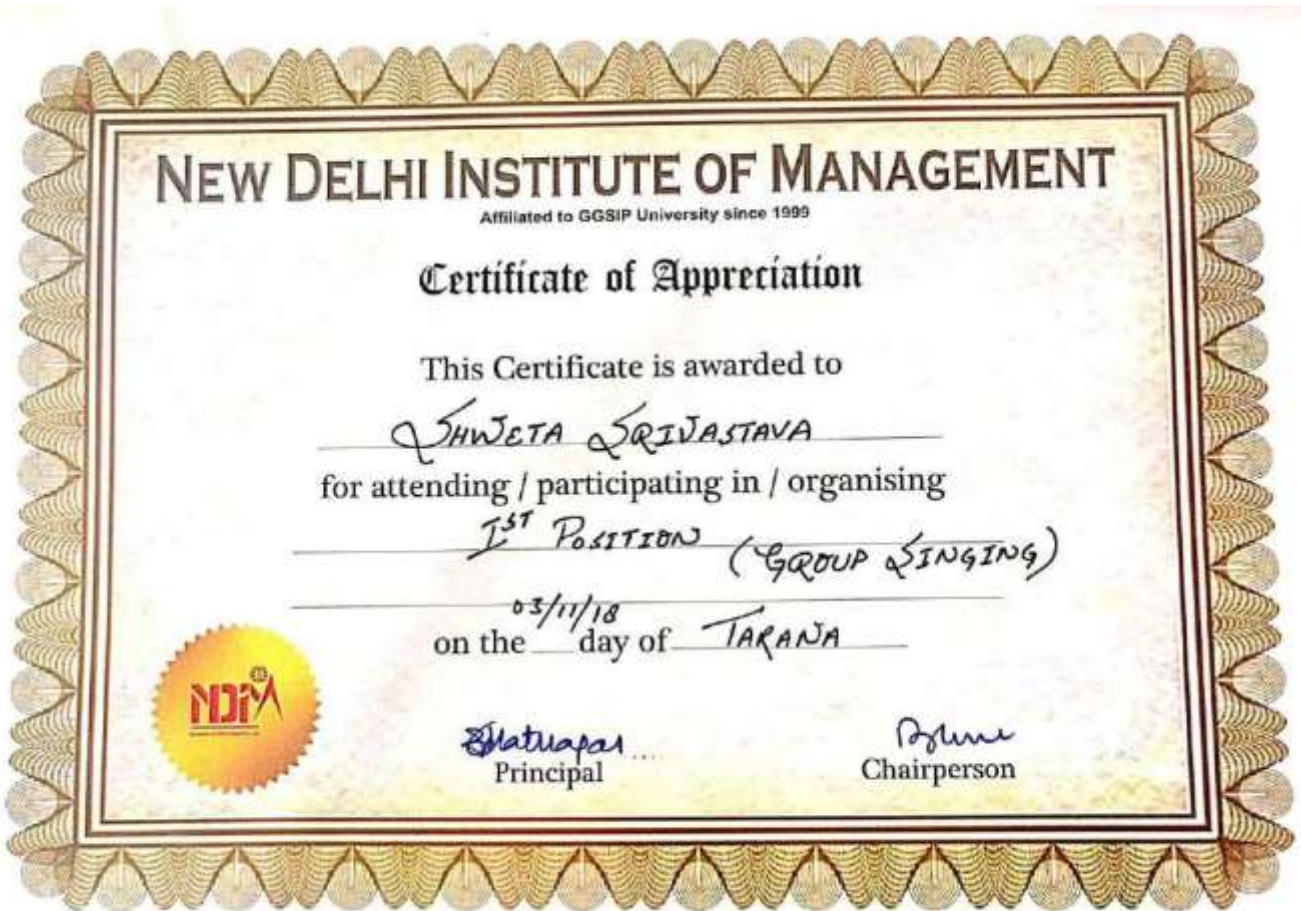 NEW DELHI INSTITUTE OF MANAGEMENT
Affiliated to GGSIP University since 1999
Certificate of Appreciation
This Certificate is awarded to
SHWETA SRIVASTAVA
for attending / participating in / organising
IST POSITION (GROUP SINGING)
03/11/18
on the day of TARANA
NDIM
Bhatnagar
Principal
Chairperson